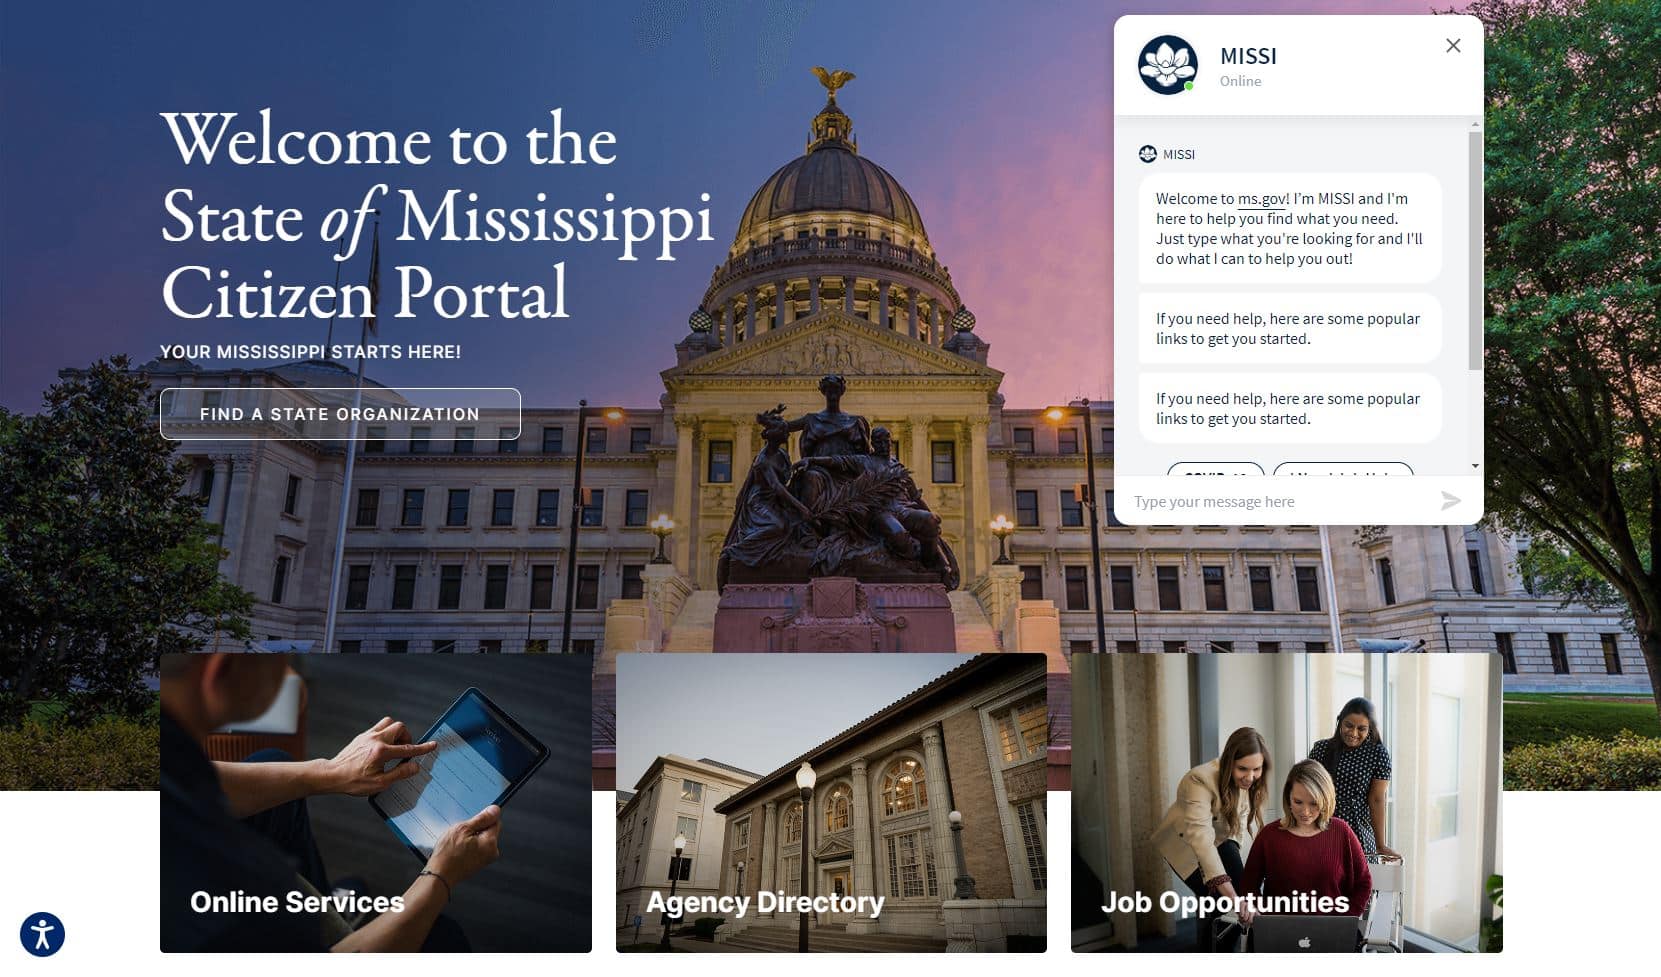 Welcome to the
State of Mississippi
Citizen Portal
YOUR MISSISSIPPI STARTS HERE!
FIND A STATE ORGANIZATION
MISSI
Online
MISSI
Welcome to ms.gov! I'm MISSI and I'm
here to help you find what you need.
Just type what you're looking for and I'll
do what I can to help you out!
If you need help, here are some popular
links to get you started.
If you need help, here are some popular
links to get you started.
Type your message here
Online Services
Agency Directory
Job Opportunities